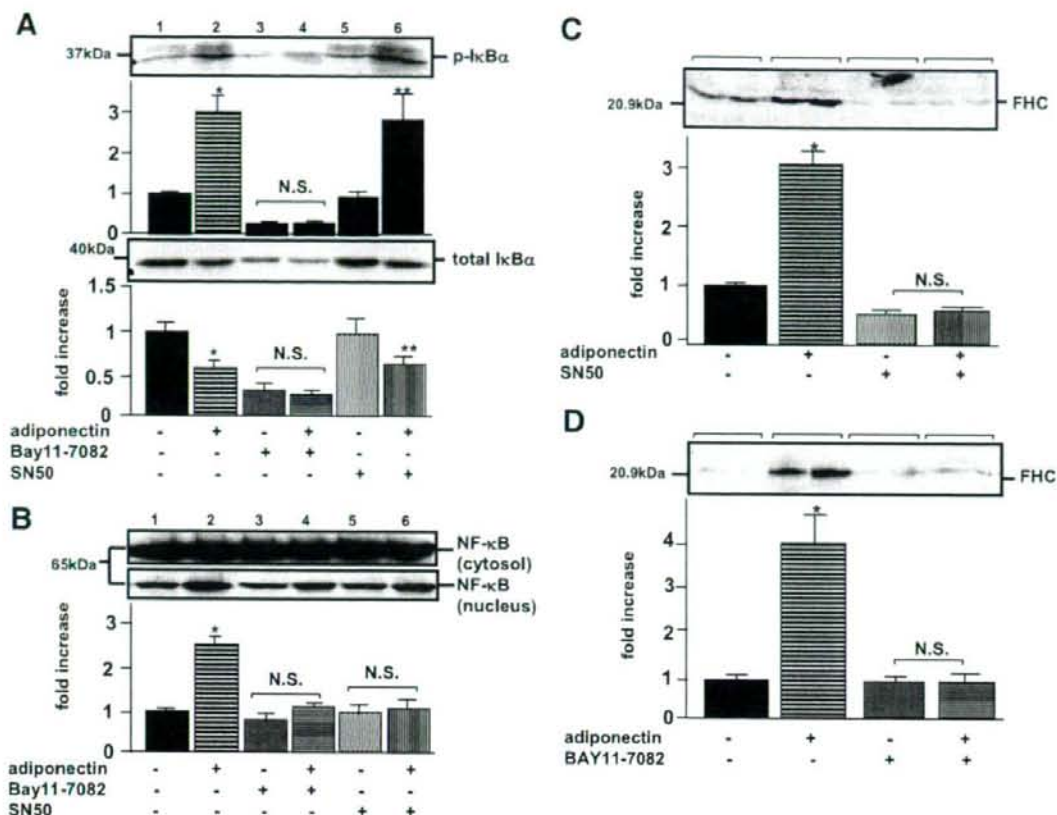 A
1 2 3 4 5 6
37kDa
p-IκBα
3
2
1
0
*
N.S.
**
40kDa
total IκBα
fold increase
1.5
1
0.5
0
*
N.S.
**
adiponectin - + - + - +
Bay11-7082 - - + + - -
SN50 - - - - + +
B
1 2 3 4 5 6
65kDa
NF-κB
(cytosol)
NF-κB
(nucleus)
fold increase
3
2
1
0
*
N.S.
N.S.
adiponectin - + - + - +
Bay11-7082 - - + + - -
SN50 - - - - + +
C
20.9kDa
FHC
fold increase
3
2
1
0
*
N.S.
adiponectin - + - +
SN50 - - + +
D
20.9kDa
FHC
fold increase
4
3
2
1
0
*
N.S.
adiponectin - + - +
BAY11-7082 - - + +